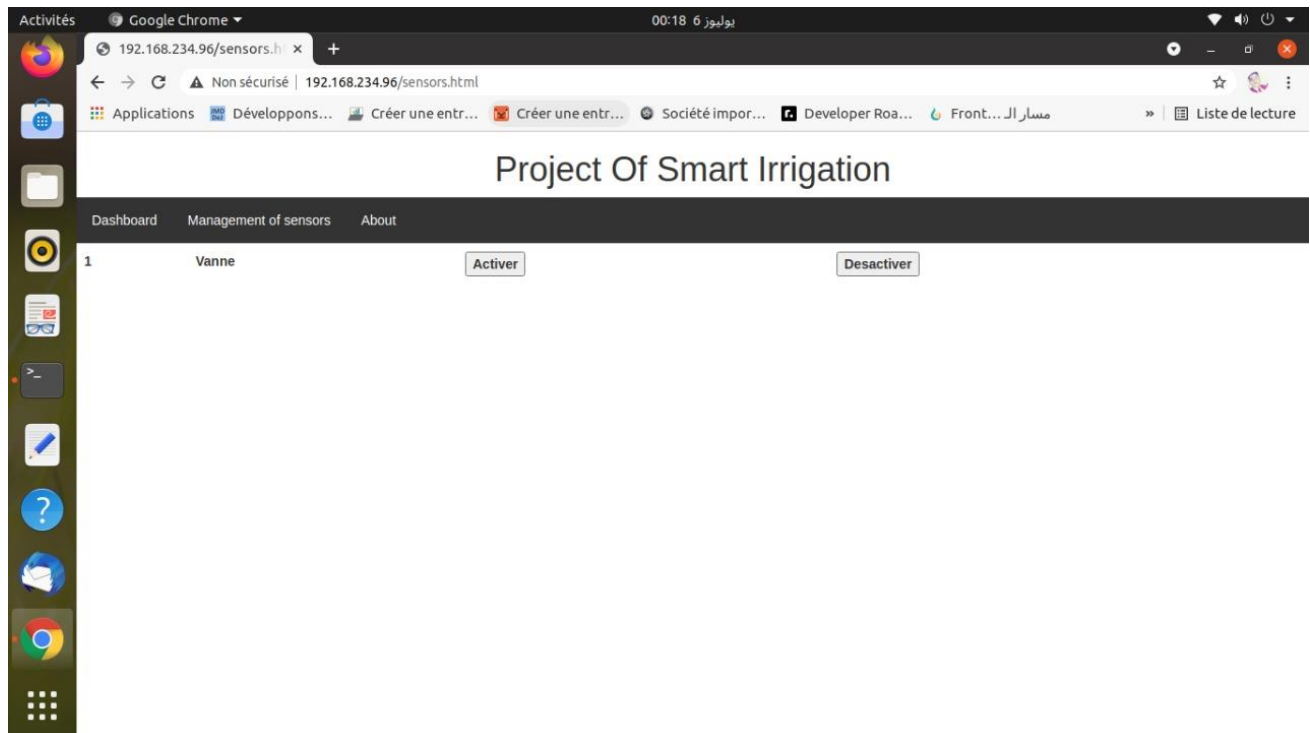 Activités Google Chrome يوليوز 6 00:18
192.168.234.96/sensors.h
Non sécurisé | 192.168.234.96/sensors.html
Applications Développons... Créer une entr... Créer une entr... Société impor... Developer Roa... Front... مسار الـ » Liste de lecture
Project Of Smart Irrigation
Dashboard Management of sensors About
1 Vanne Activer Desactiver